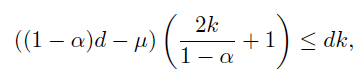 ((1 − α)d − μ) (2k / (1 − α) + 1) ≤ dk,